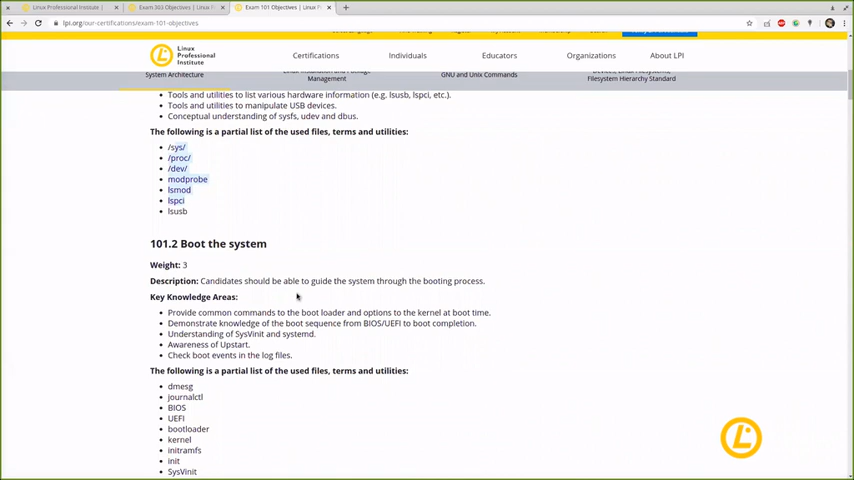 Linux Professional Institute
Exam 303 Objectives | Linux P
Exam 101 Objectives | Linux P
lpi.org/our-certifications/exam-101-objectives
Linux
Professional
Institute
Certifications
Individuals
Educators
Organizations
About LPI
System Architecture
Management
GNU and Unix Commands
Filesystem Hierarchy Standard
• Tools and utilities to list various hardware information (e.g. lsusb, lspci, etc.).
• Tools and utilities to manipulate USB devices.
• Conceptual understanding of sysfs, udev and dbus.
The following is a partial list of the used files, terms and utilities:
• /sys/
• /proc/
• /dev/
• modprobe
• lsmod
• lspci
• lsusb
101.2 Boot the system
Weight: 3
Description: Candidates should be able to guide the system through the booting process.
Key Knowledge Areas:
• Provide common commands to the boot loader and options to the kernel at boot time.
• Demonstrate knowledge of the boot sequence from BIOS/UEFI to boot completion.
• Understanding of SysVinit and systemd.
• Awareness of Upstart.
• Check boot events in the log files.
The following is a partial list of the used files, terms and utilities:
• dmesg
• journalctl
• BIOS
• UEFI
• bootloader
• kernel
• initramfs
• init
• SysVinit